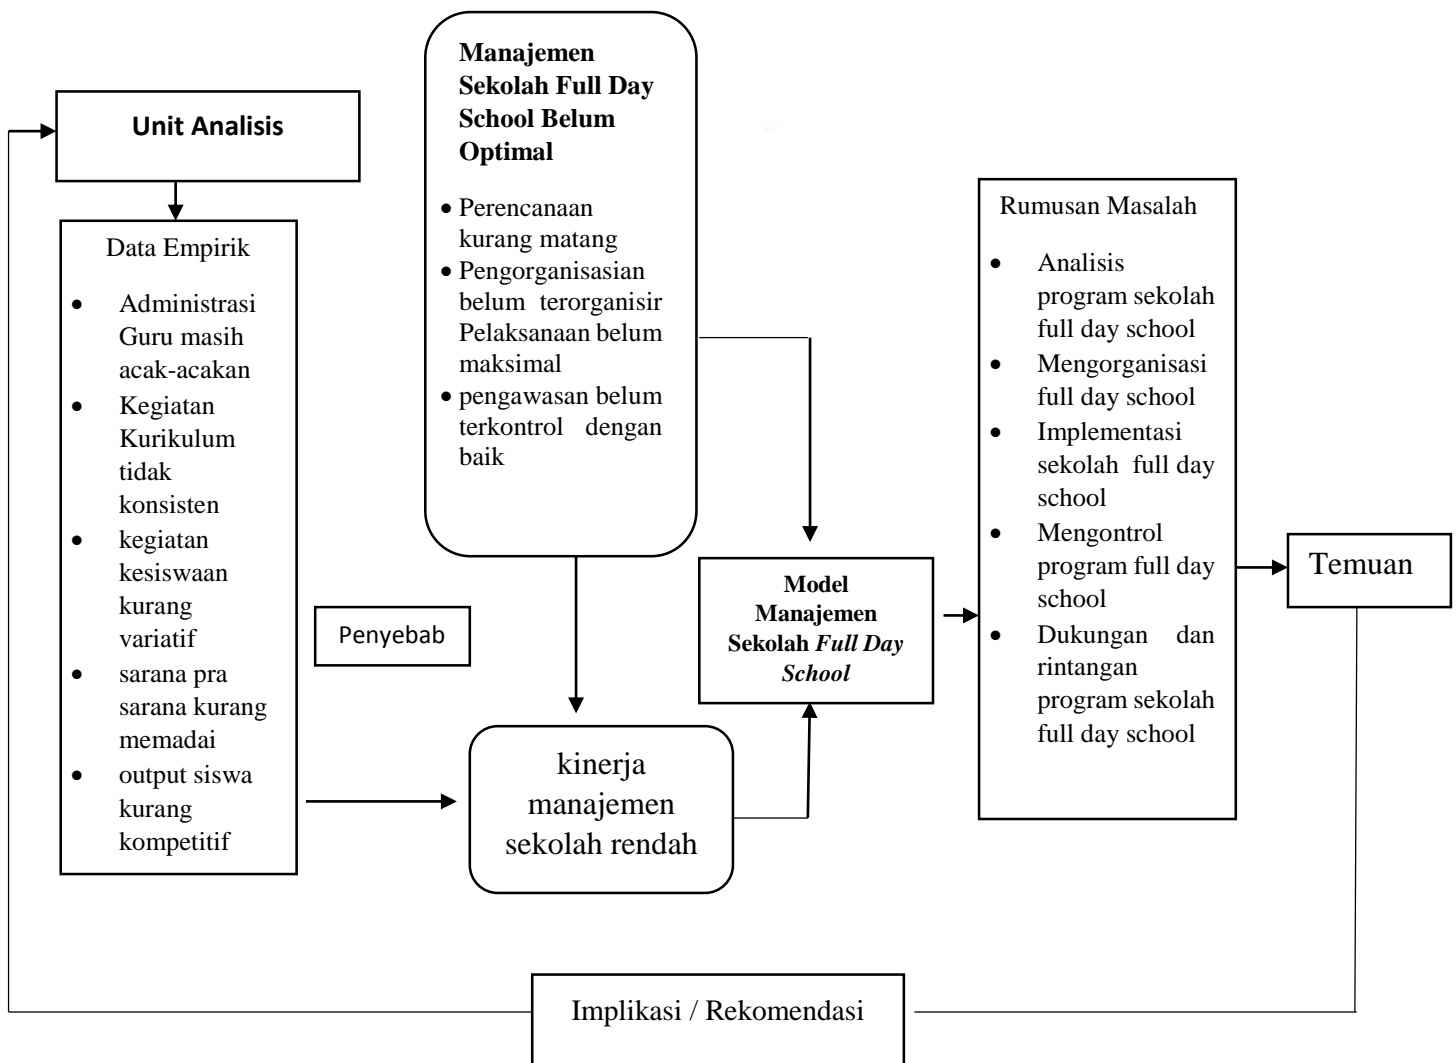 Unit Analisis
Data Empirik
• Administrasi
Guru masih
acak-acakan
• Kegiatan
Kurikulum
tidak
konsisten
• kegiatan
kesiswaan
kurang
variatif
• sarana pra
sarana kurang
memadai
• output siswa
kurang
kompetitif
Penyebab
Manajemen
Sekolah Full Day
School Belum
Optimal
• Perencanaan
kurang matang
• Pengorganisasian
belum terorganisir
Pelaksanaan belum
maksimal
• pengawasan belum
terkontrol dengan
baik
kinerja
manajemen
sekolah rendah
Model
Manajemen
Sekolah Full Day
School
Rumusan Masalah
• Analisis
program sekolah
full day school
• Mengorganisasi
full day school
• Implementasi
sekolah full day
school
• Mengontrol
program full day
school
• Dukungan dan
rintangan
program sekolah
full day school
Temuan
Implikasi / Rekomendasi